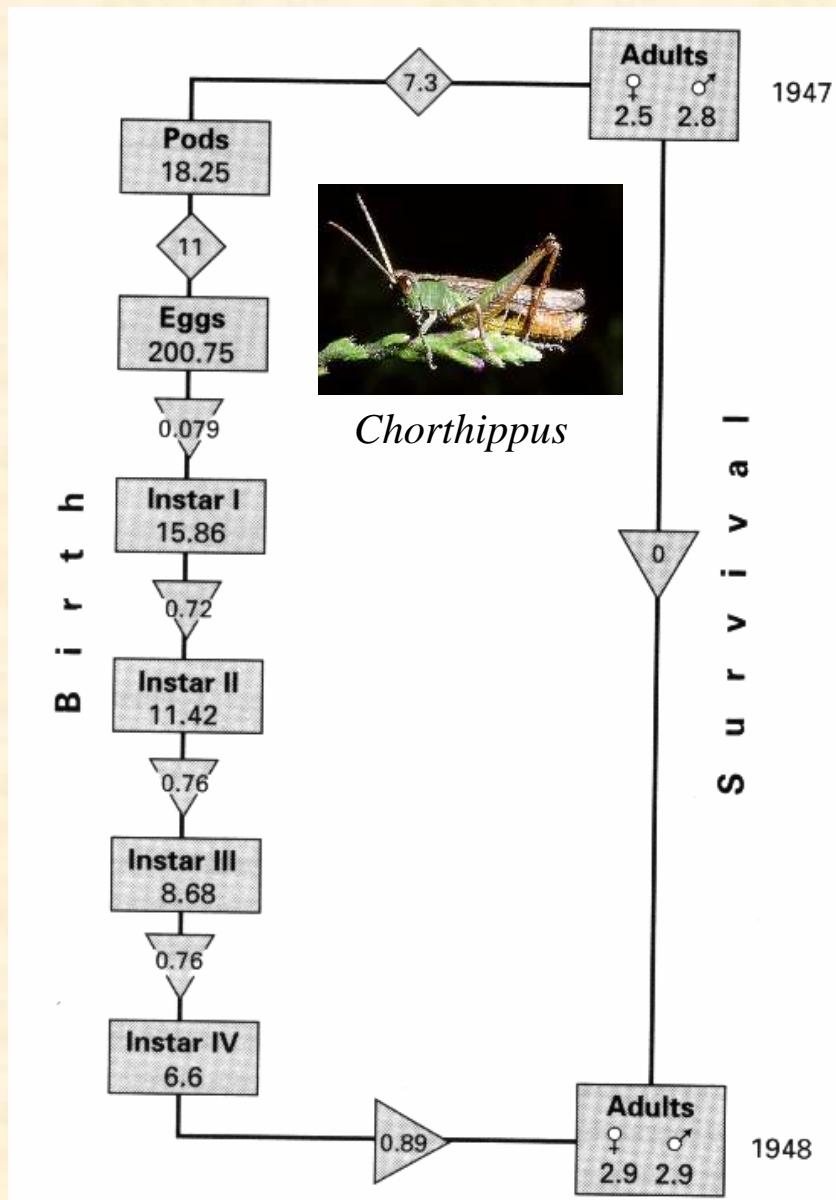 7.3
Adults
♀ ♂
2.5 2.8
1947
Pods
18.25
11
Eggs
200.75
0.079
Chorthippus
Instar I
15.86
0.72
Instar II
11.42
0.76
Instar III
8.68
0.76
Instar IV
6.6
0.89
Birth
0
Survival
Adults
♀ ♂
2.9 2.9
1948